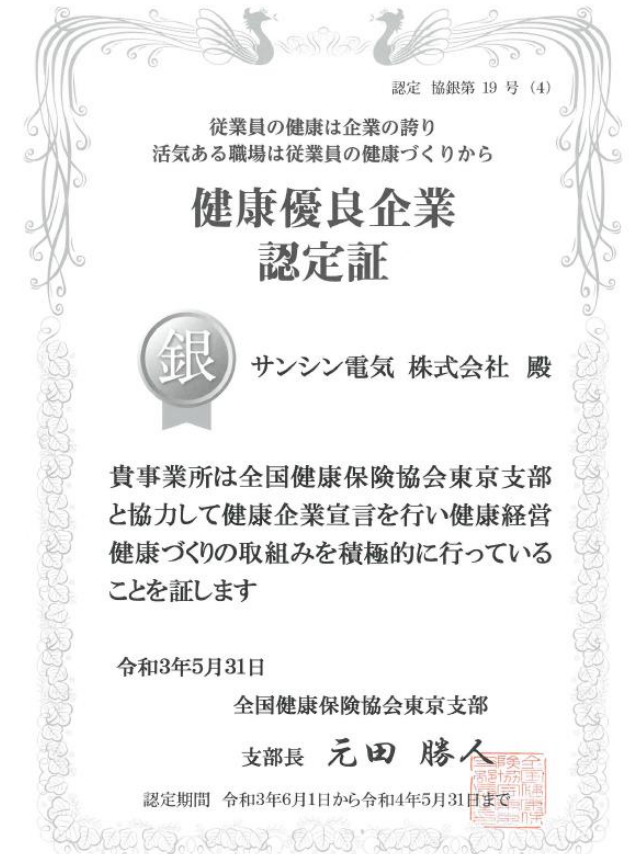 認定 協銀第 19 号 (4)
従業員の健康は企業の誇り
活気ある職場は従業員の健康づくりから
健康優良企業
認定証
銀
サンシン電気 株式会社 殿
貴事業所は全国健康保険協会東京支部
と協力して健康企業宣言を行い健康経営
健康づくりの取組みを積極的に行っている
ことを証します
令和3年5月31日
全国健康保険協会東京支部
支部長 元田 勝人
認定期間 令和3年6月1日から令和4年5月31日まで